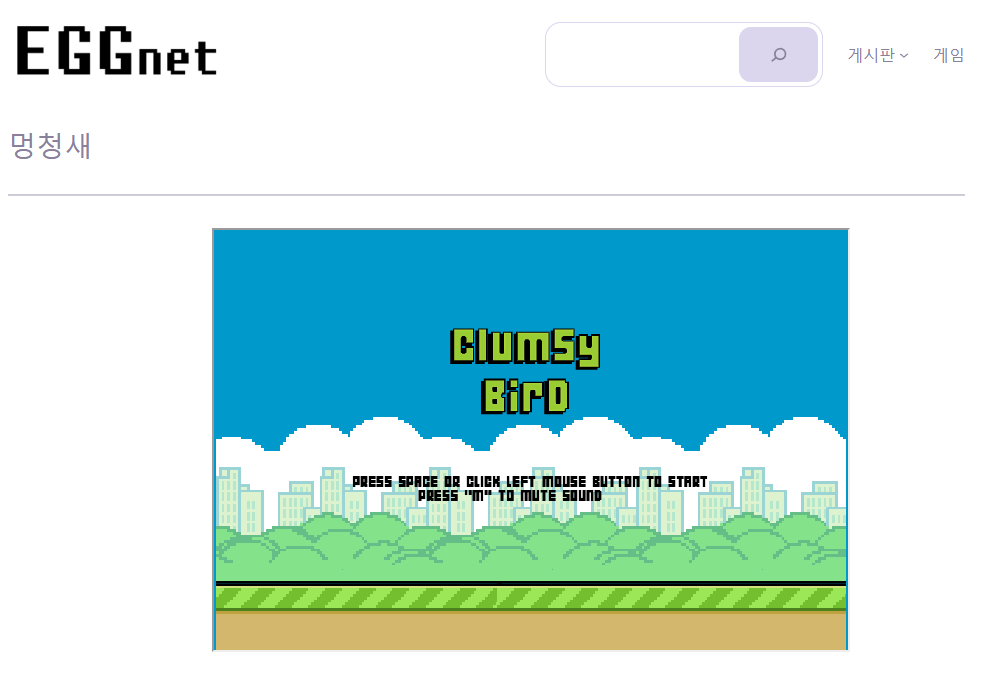 EGGnet
게시판
게임
멍청새
Clumsy
BirD
PRESS SPACE OR CLICK LEFT MOUSE BUTTON TO START
PRESS "M" TO MUTE SOUND